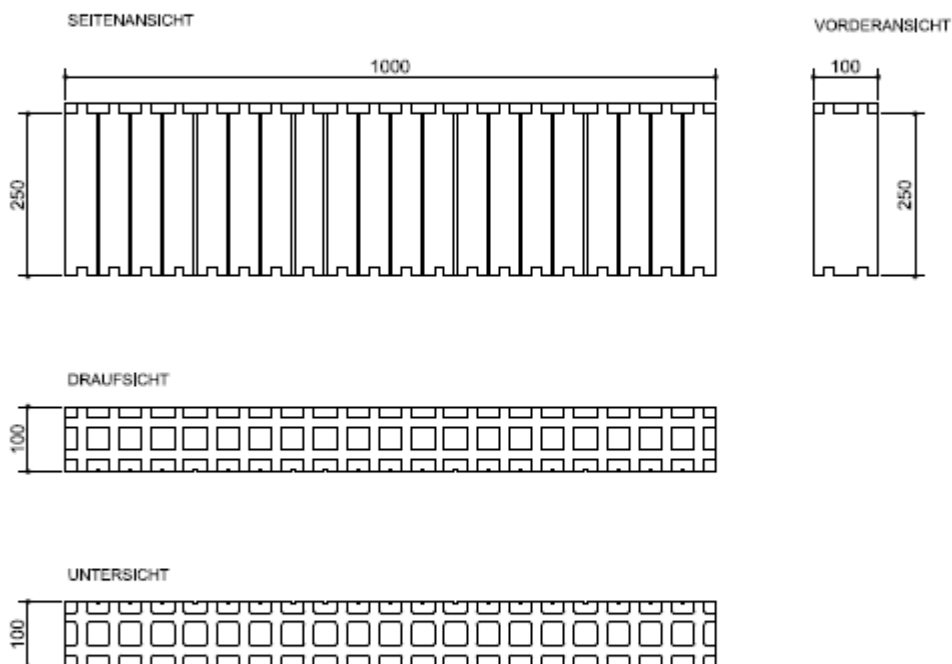 SEITENANSICHT
VORDERANSICHT
1000
100
250
250
DRAUFSICHT
100
UNTERSICHT
100